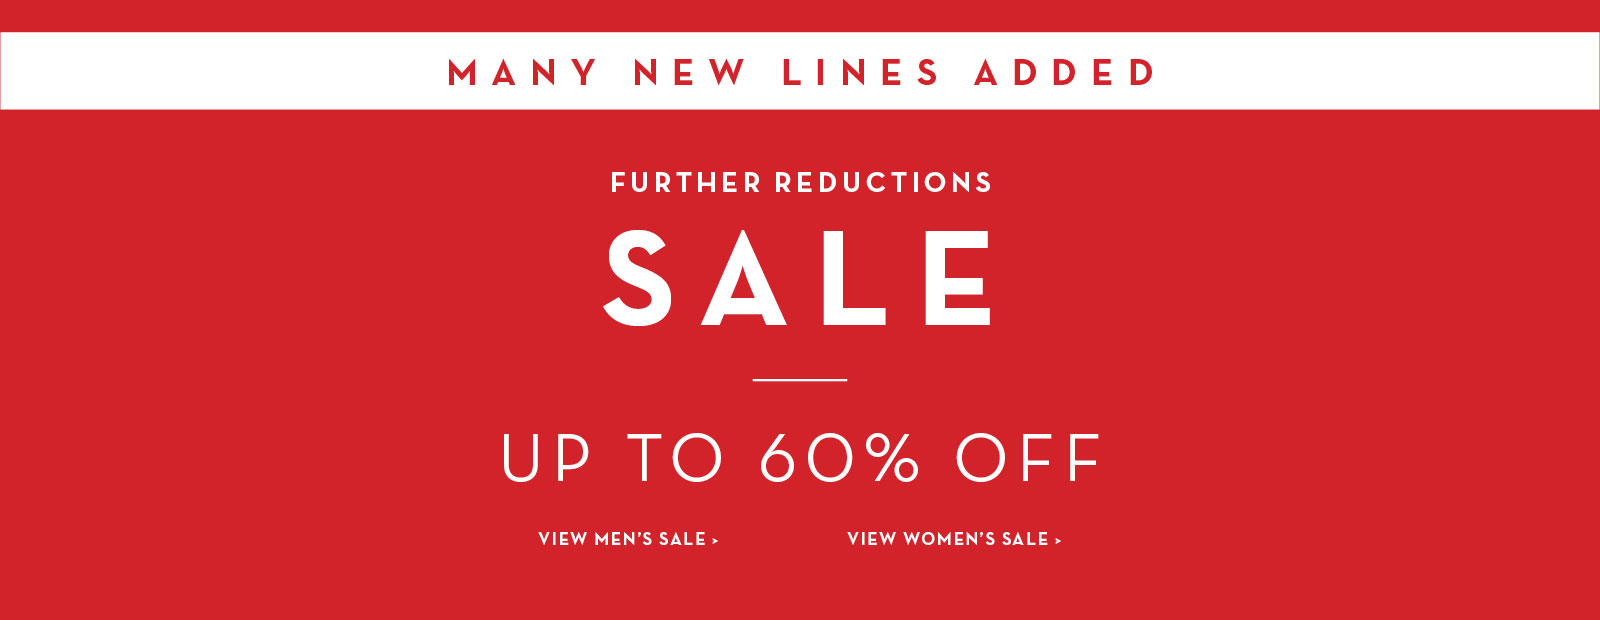 MANY NEW LINES ADDED
FURTHER REDUCTIONS
SALE
UP TO 60% OFF
VIEW MEN’S SALE >
VIEW WOMEN’S SALE >